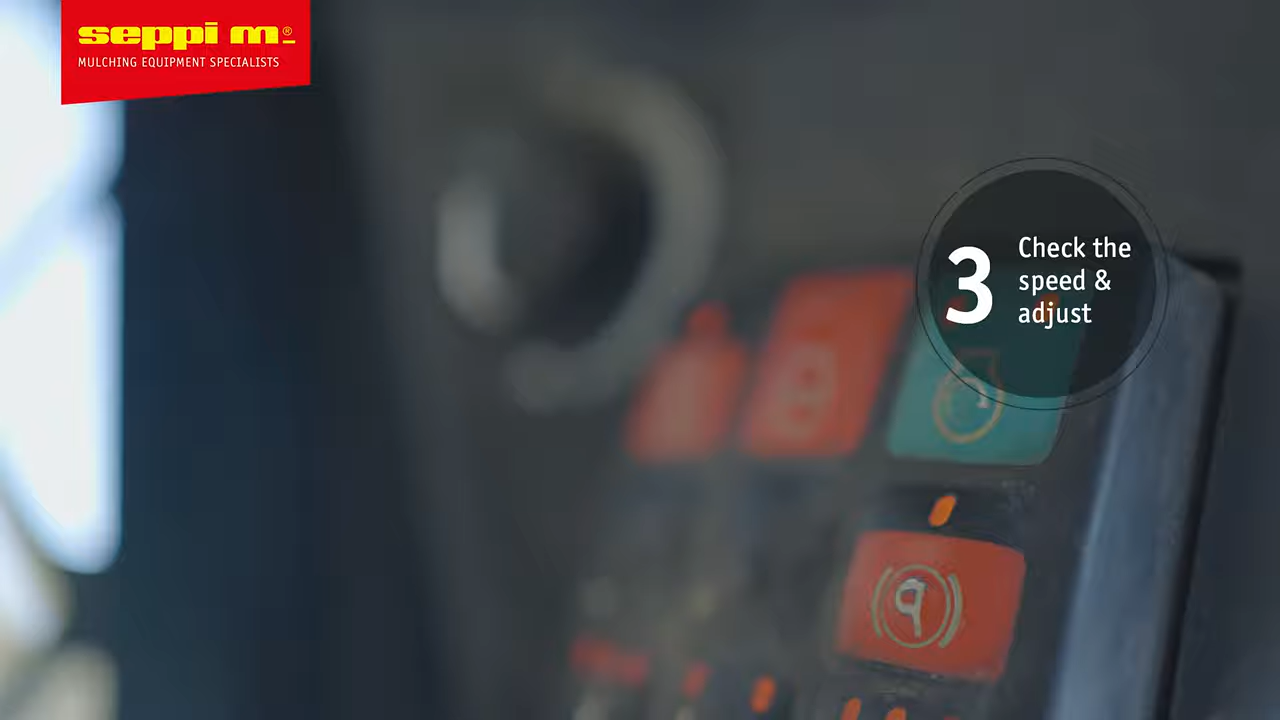 seppi m®
MULCHING EQUIPMENT SPECIALISTS
3
Check the
speed &
adjust
P